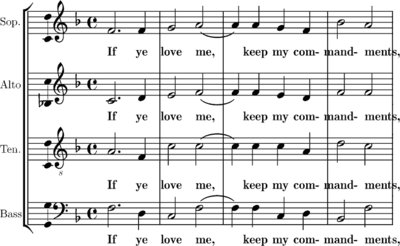 Sop.
If ye love me, keep my com- mand- ments,
Alto
If ye love me, keep my com- mand- ments,
Ten.
8
If ye love me, keep my com- mand- ments,
Bass
If ye love me, keep my com- mand- ments,